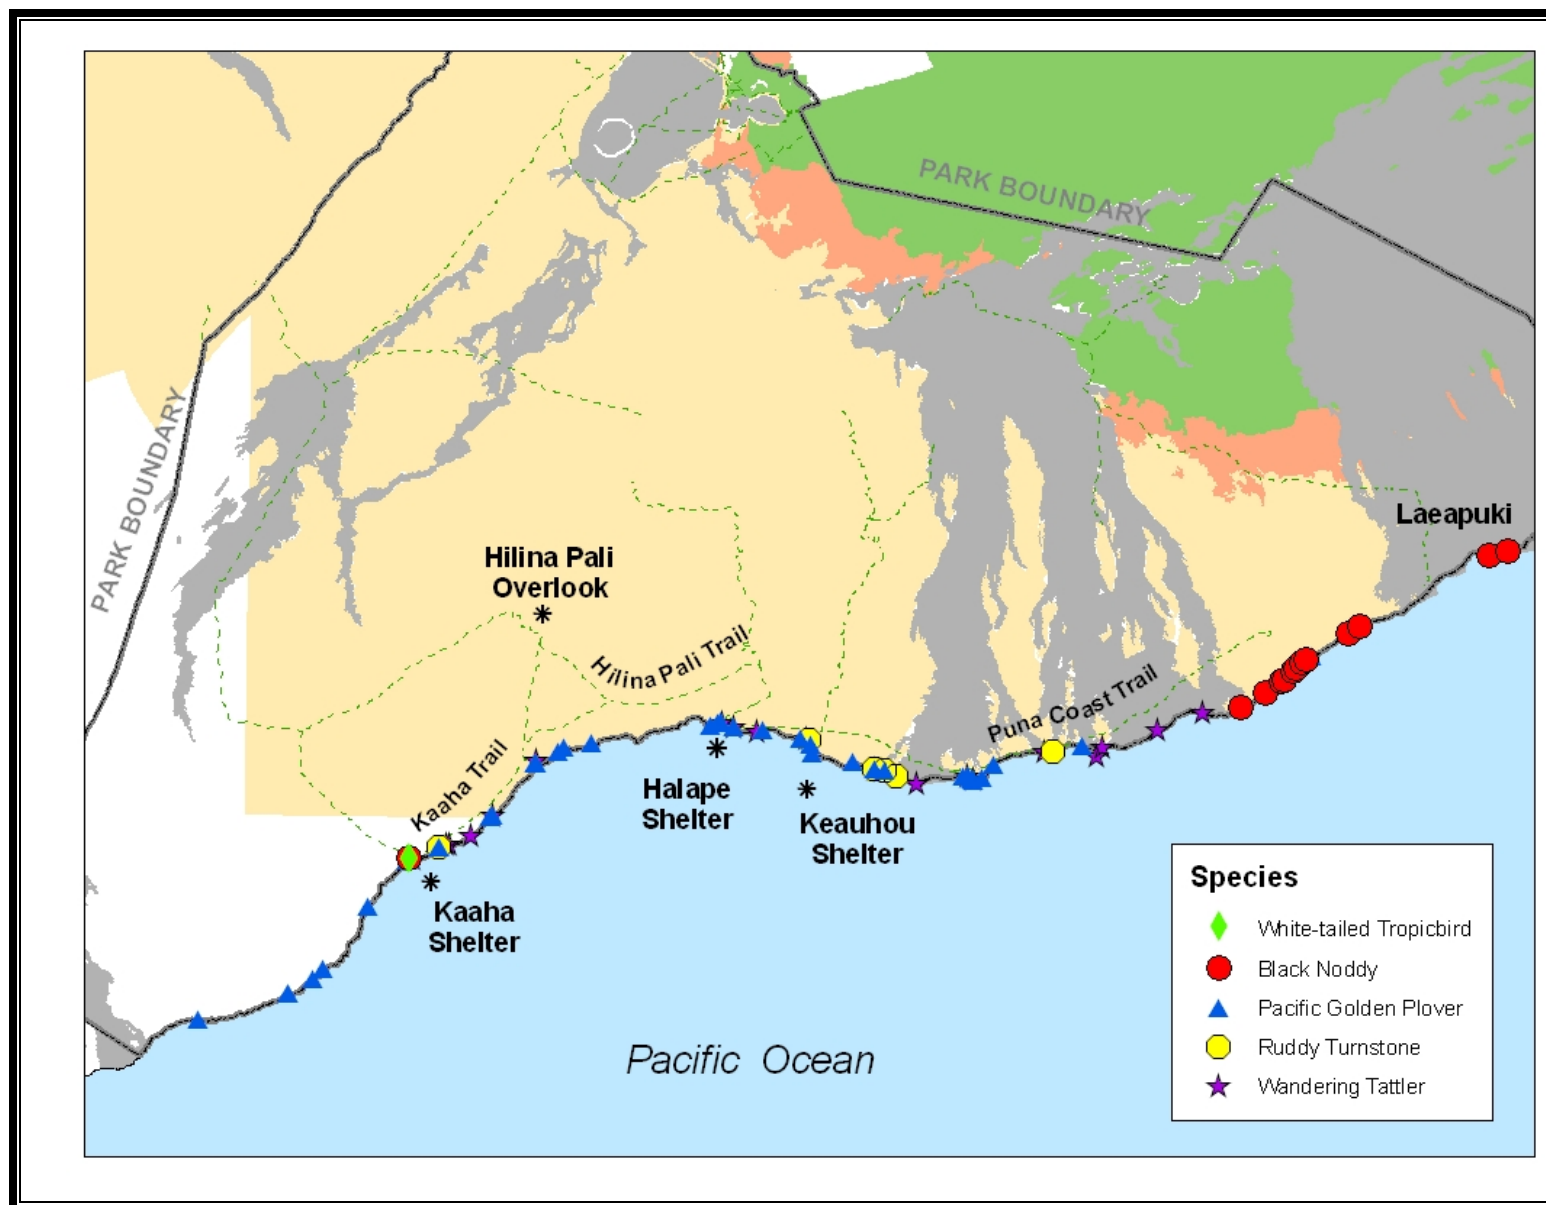 PARK BOUNDARY
PARK BOUNDARY
Laeapuki
Hilina Pali
Overlook
Hilina Pali Trail
Puna Coast Trail
Kaaha Trail
Halape
Shelter
Keauhou
Shelter
Kaaha
Shelter
Pacific Ocean
Species
White-tailed Tropicbird
Black Noddy
Pacific Golden Plover
Ruddy Turnstone
Wandering Tattler